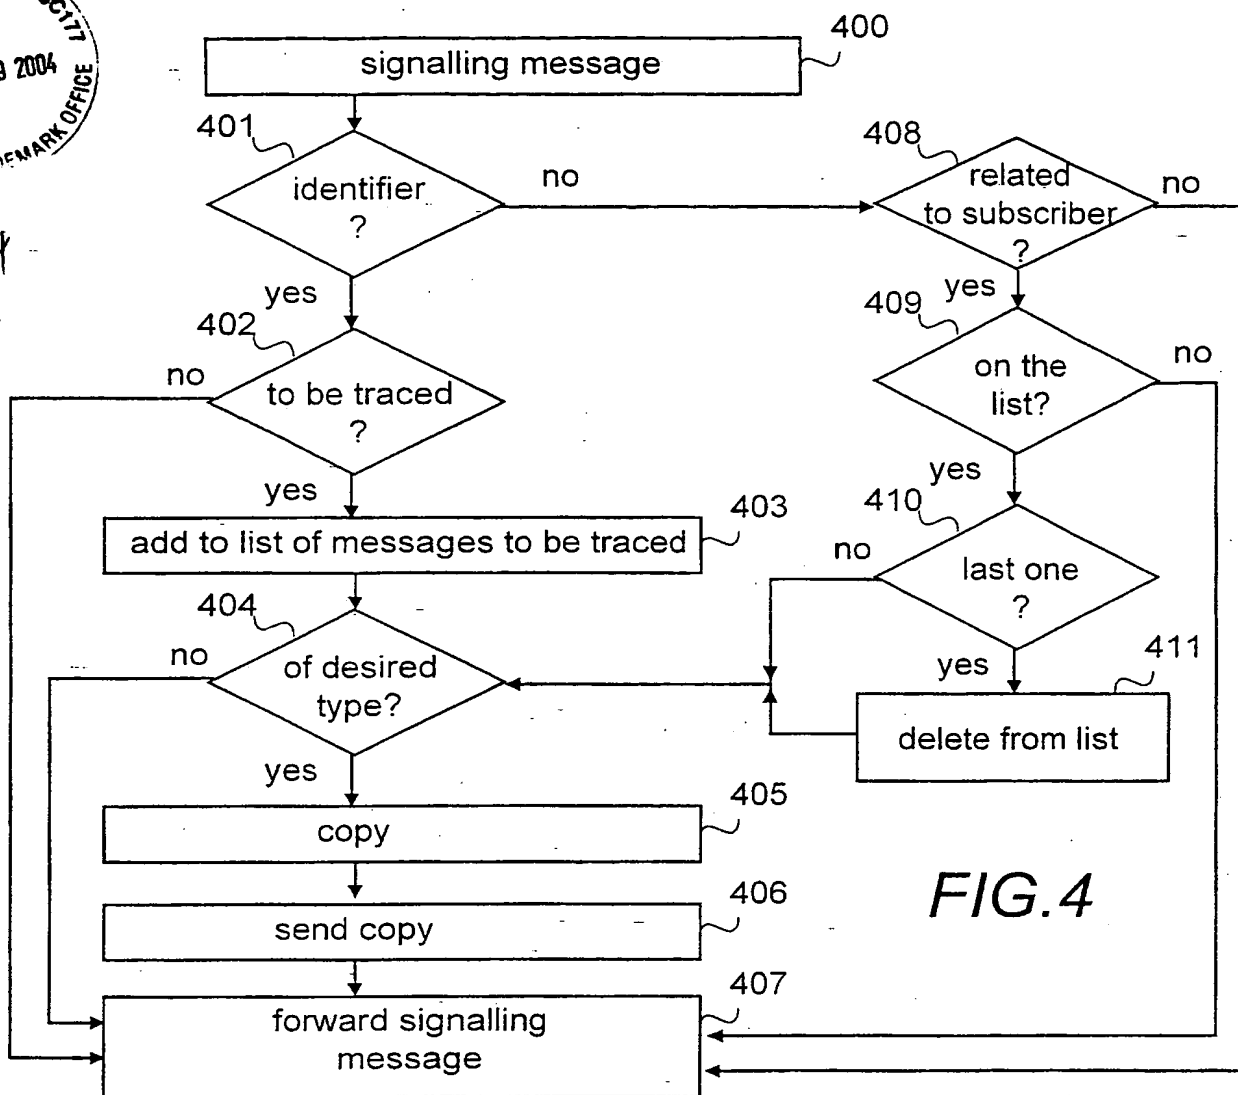 400
signalling message
401
identifier
?
no
408
related
to subscriber
?
no
yes
402
to be traced
?
no
yes
409
on the
list?
no
yes
403
add to list of messages to be traced
yes
410
last one
?
no
404
of desired
type?
no
yes
411
delete from list
yes
405
copy
406
send copy
FIG.4
407
forward signalling
message
2004
OFFICE